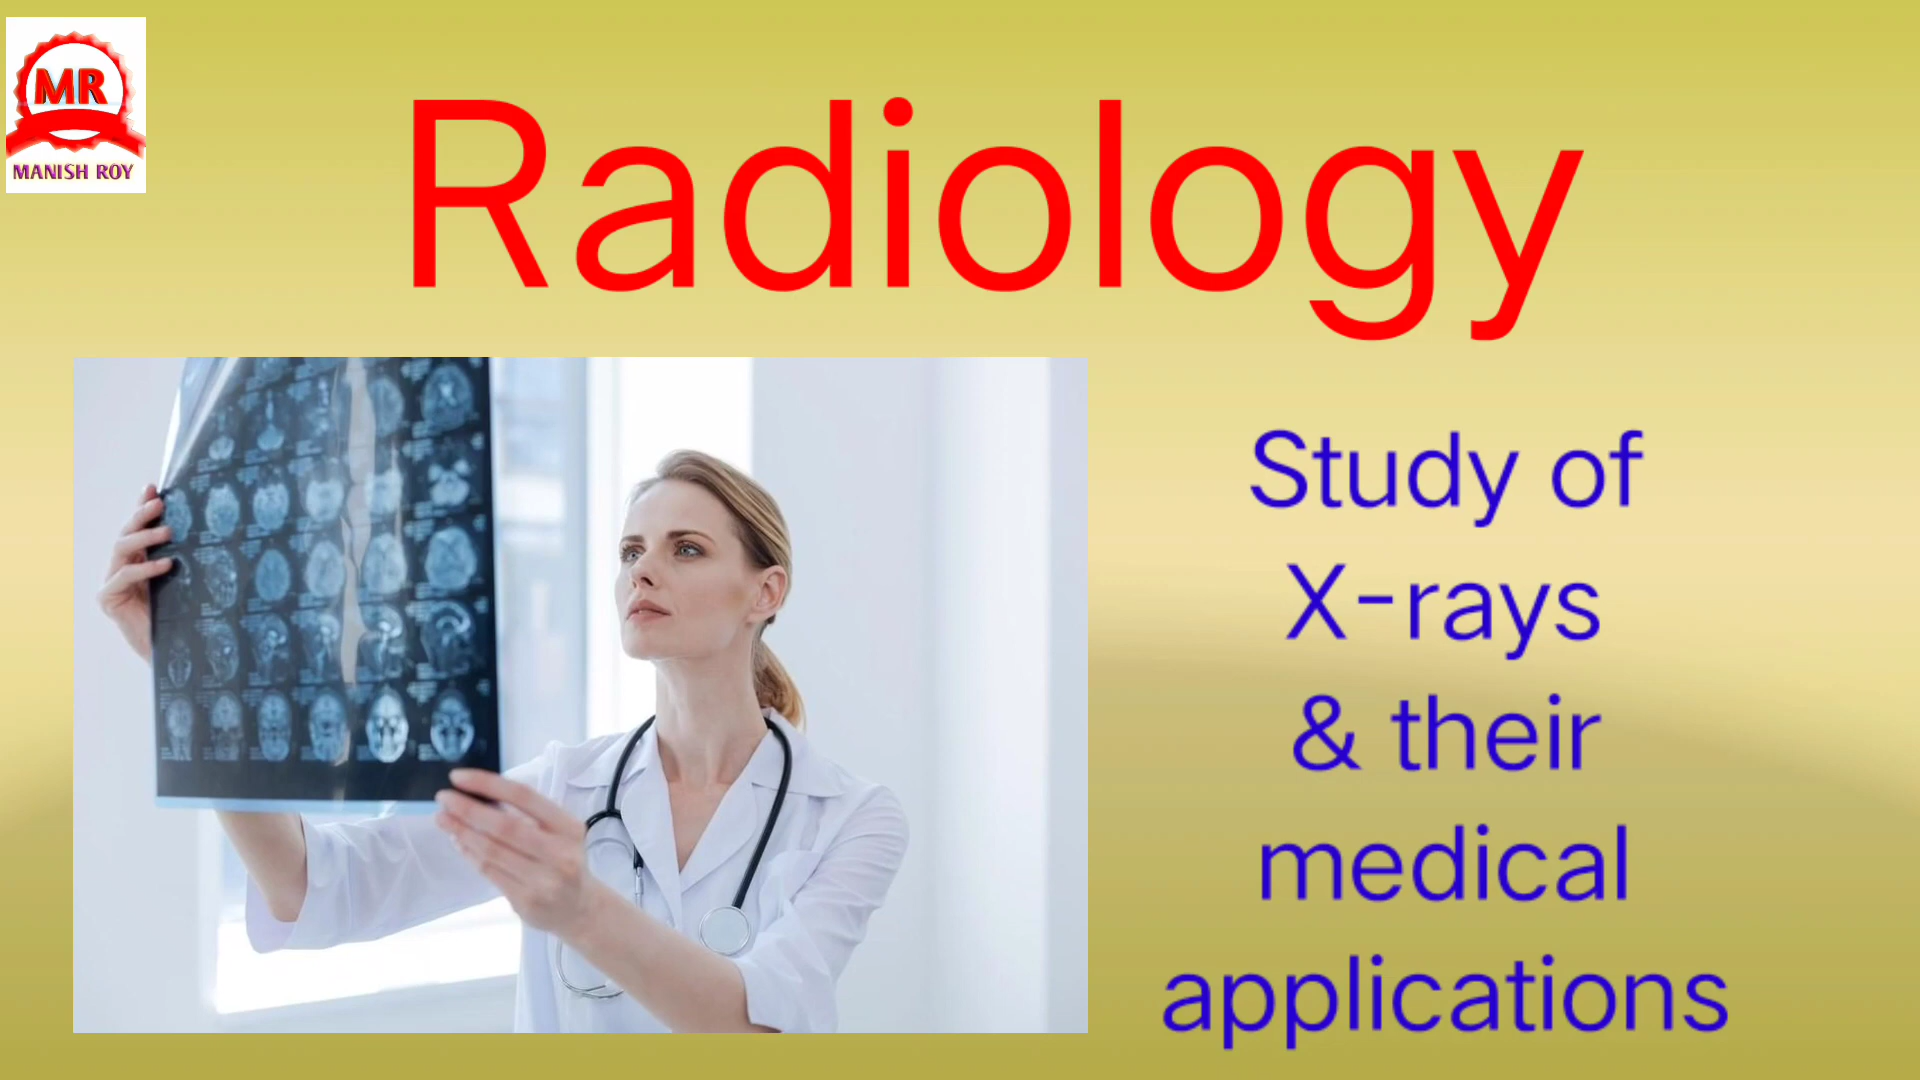 MR
MANISH ROY
Radiology
Study of
X-rays
& their
medical
applications